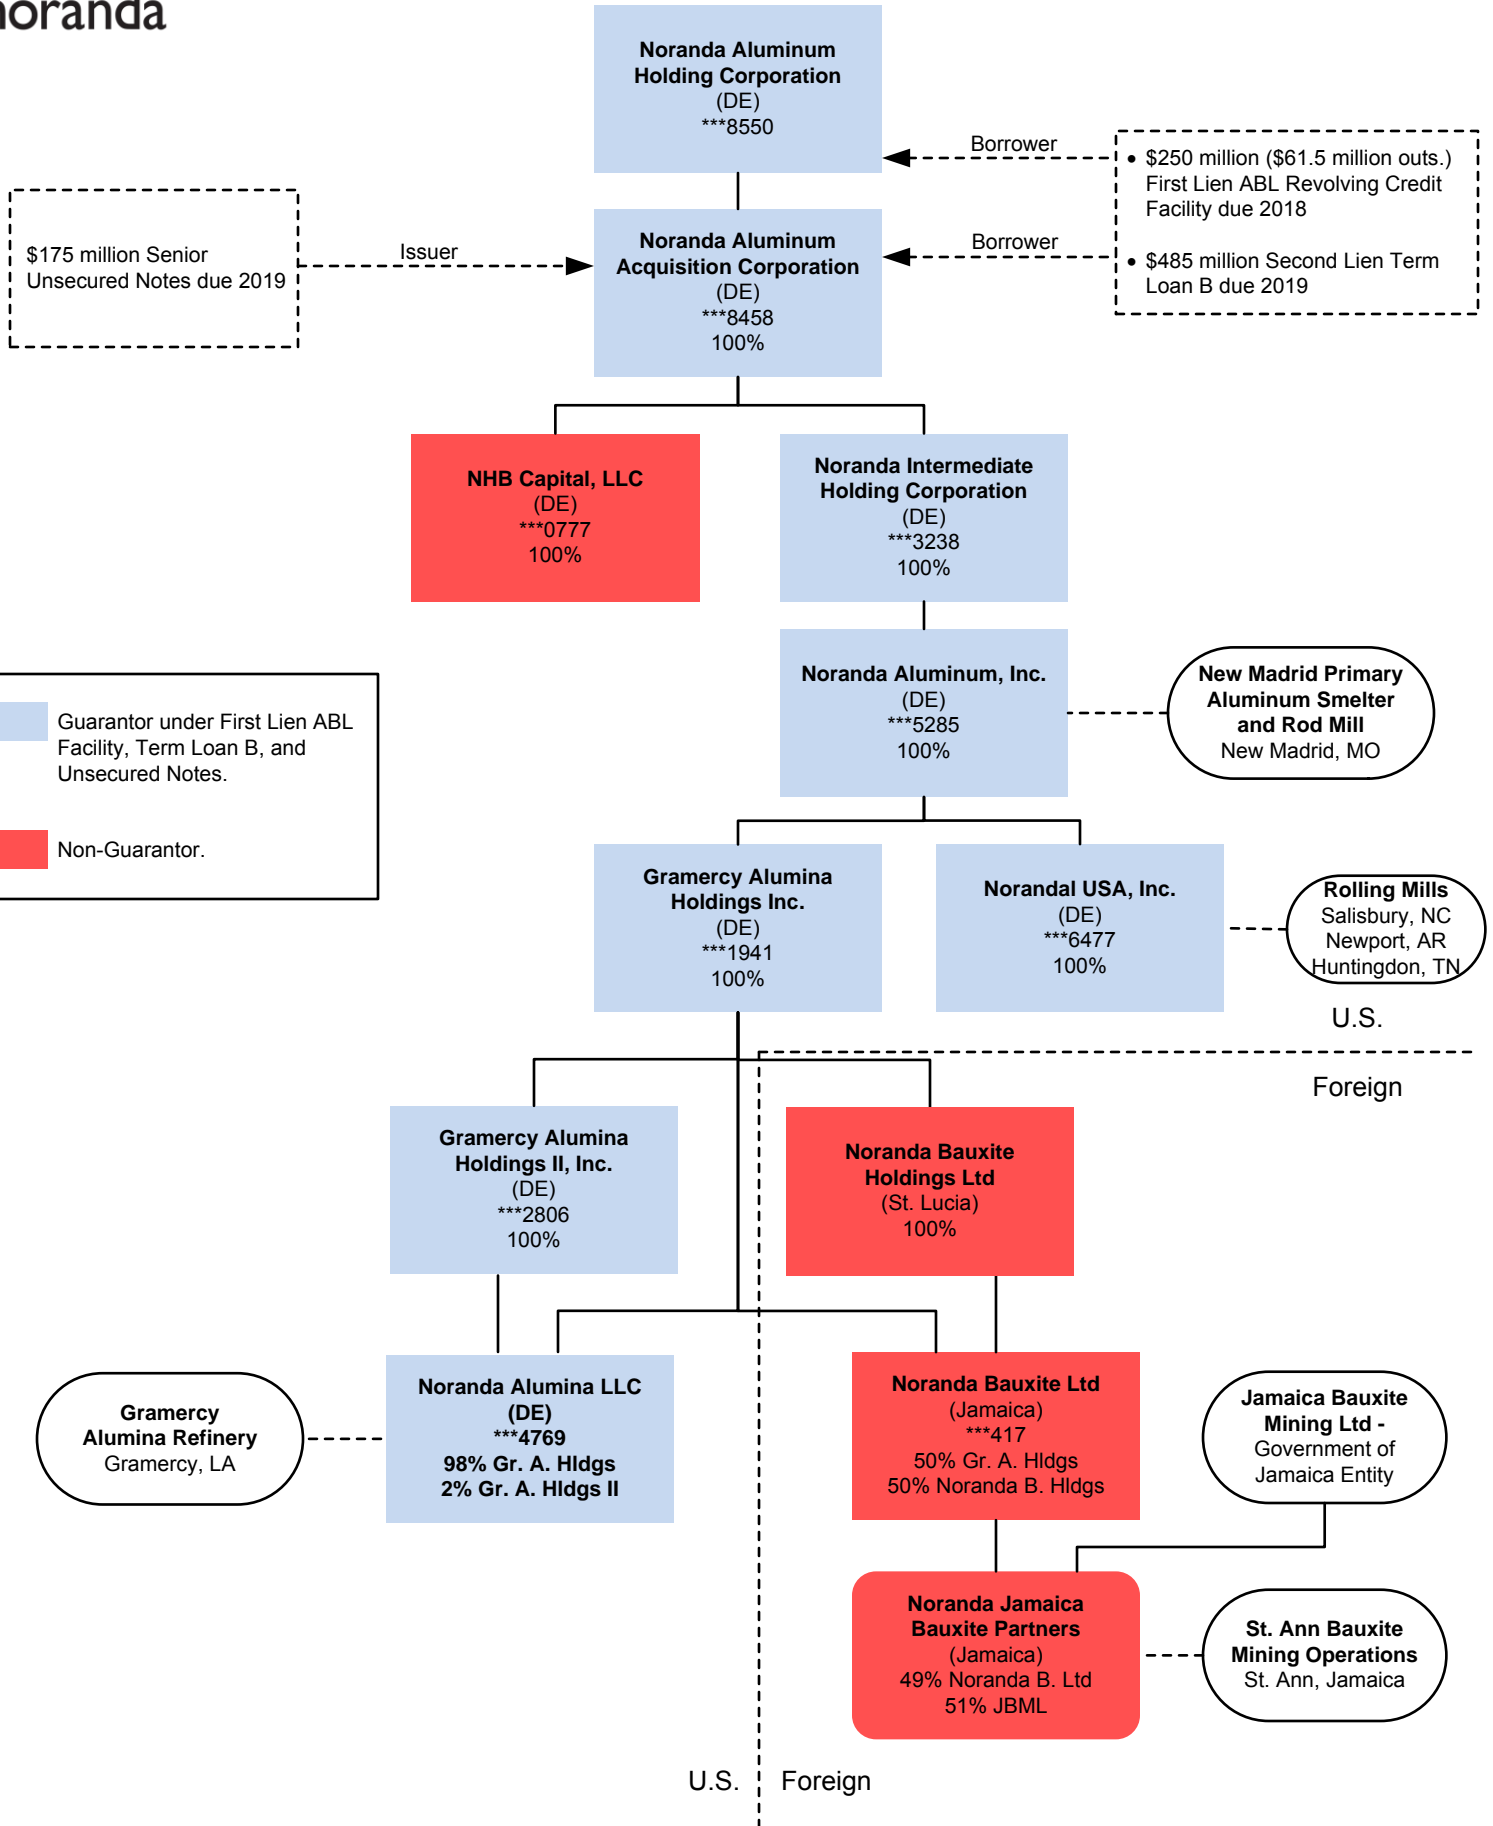 noranda
Noranda Aluminum
Holding Corporation
(DE)
***8550
Borrower
• $250 million ($61.5 million outs.)
First Lien ABL Revolving Credit
Facility due 2018
Borrower
• $485 million Second Lien Term
Loan B due 2019
$175 million Senior
Unsecured Notes due 2019
Issuer
Noranda Aluminum
Acquisition Corporation
(DE)
***8458
100%
NHB Capital, LLC
(DE)
***0777
100%
Noranda Intermediate
Holding Corporation
(DE)
***3238
100%
Noranda Aluminum, Inc.
(DE)
***5285
100%
New Madrid Primary
Aluminum Smelter
and Rod Mill
New Madrid, MO
Guarantor under First Lien ABL
Facility, Term Loan B, and
Unsecured Notes.
Non-Guarantor.
Gramercy Alumina
Holdings Inc.
(DE)
***1941
100%
Norandal USA, Inc.
(DE)
***6477
100%
Rolling Mills
Salisbury, NC
Newport, AR
Huntingdon, TN
U.S.
Foreign
Gramercy Alumina
Holdings II, Inc.
(DE)
***2806
100%
Noranda Bauxite
Holdings Ltd
(St. Lucia)
100%
Gramercy
Alumina Refinery
Gramercy, LA
Noranda Alumina LLC
(DE)
***4769
98% Gr. A. Hldgs
2% Gr. A. Hldgs II
Noranda Bauxite Ltd
(Jamaica)
***417
50% Gr. A. Hldgs
50% Noranda B. Hldgs
Jamaica Bauxite
Mining Ltd -
Government of
Jamaica Entity
Noranda Jamaica
Bauxite Partners
(Jamaica)
49% Noranda B. Ltd
51% JBML
St. Ann Bauxite
Mining Operations
St. Ann, Jamaica
U.S.
Foreign